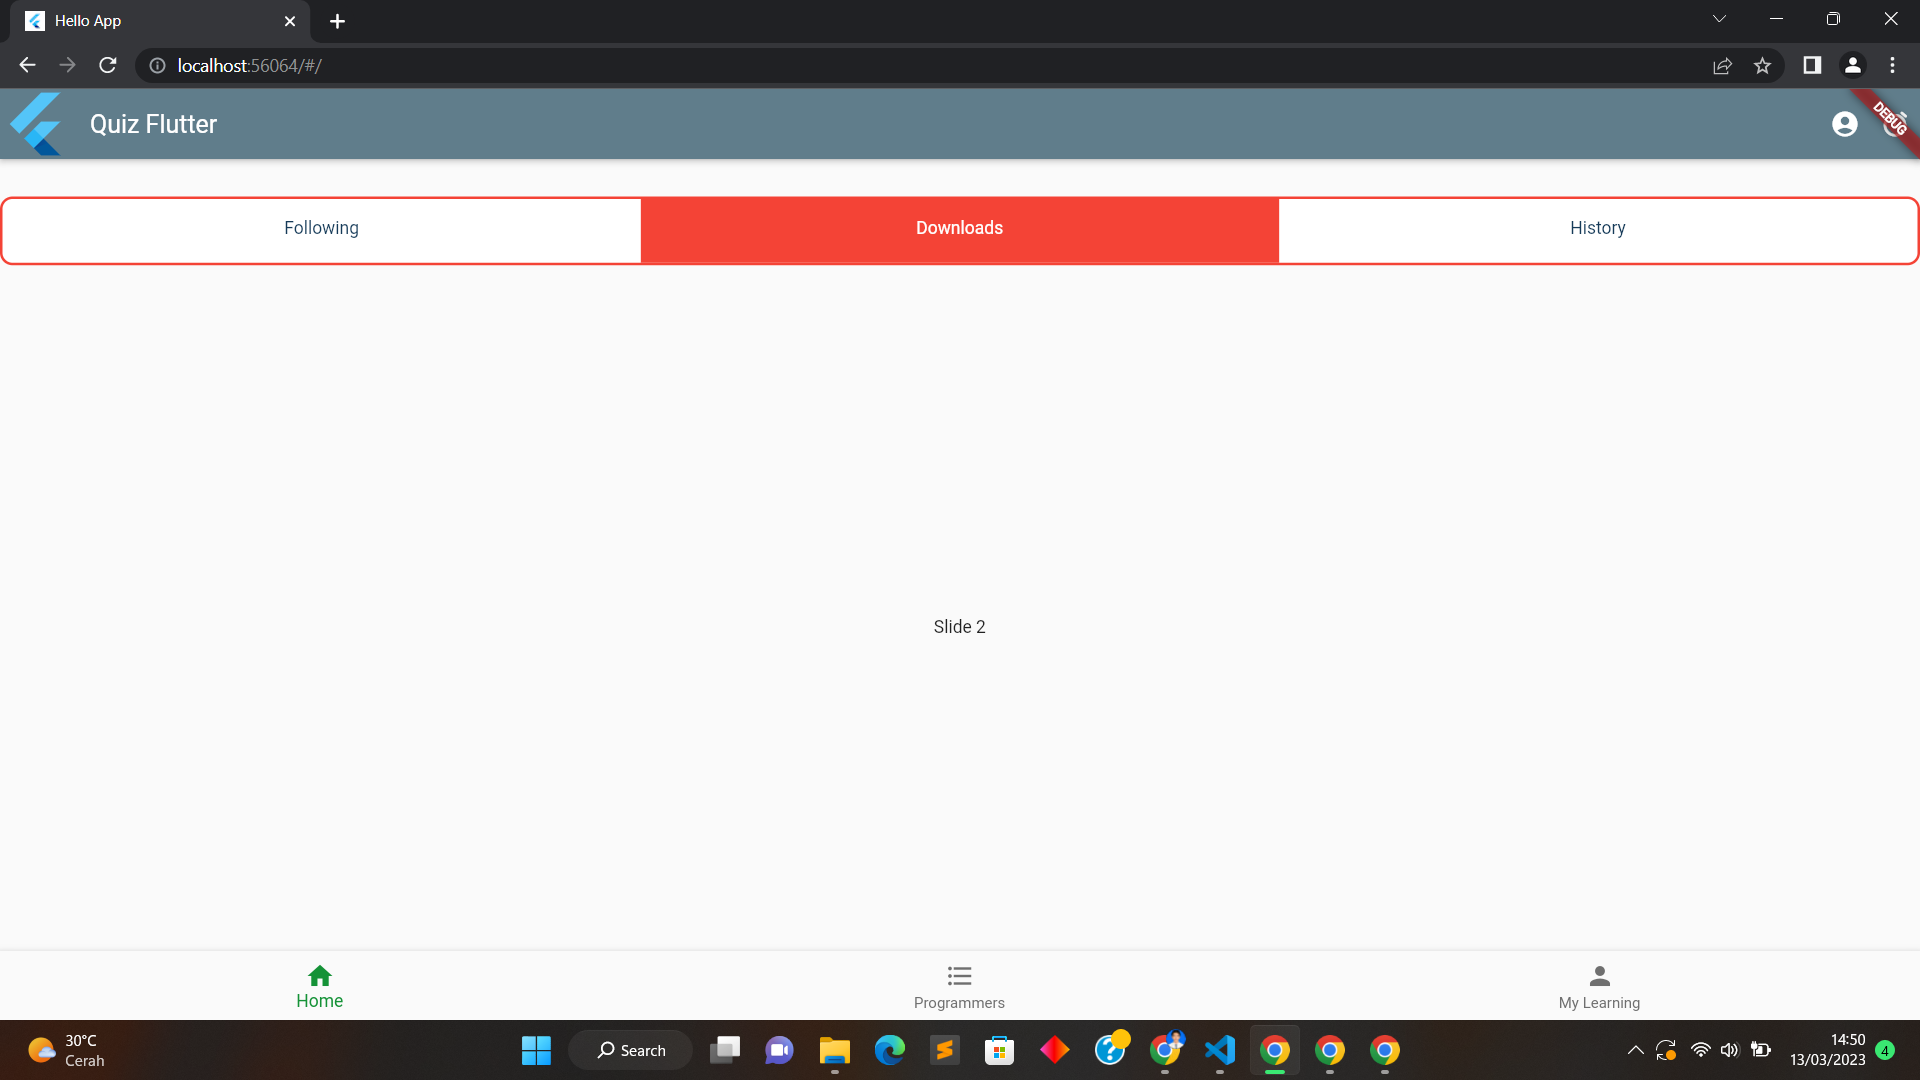 Hello App
localhost:56064/#/
Quiz Flutter
DEBUG
Following
Downloads
History
Slide 2
Home
Programmers
My Learning
30°C
Cerah
Search
14:50
13/03/2023
4